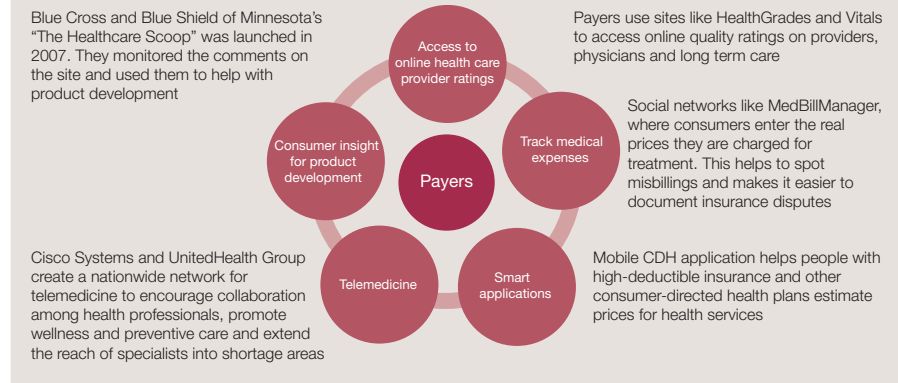 Blue Cross and Blue Shield of Minnesota's
“The Healthcare Scoop” was launched in
2007. They monitored the comments on
the site and used them to help with
product development
Access to
online health care
provider ratings
Payers use sites like HealthGrades and Vitals
to access online quality ratings on providers,
physicians and long term care
Consumer insight
for product
development
Payers
Track medical
expenses
Social networks like MedBillManager,
where consumers enter the real
prices they are charged for
treatment. This helps to spot
misbillings and makes it easier to
document insurance disputes
Cisco Systems and UnitedHealth Group
create a nationwide network for
telemedicine to encourage collaboration
among health professionals, promote
wellness and preventive care and extend
the reach of specialists into shortage areas
Telemedicine
Smart
applications
Mobile CDH application helps people with
high-deductible insurance and other
consumer-directed health plans estimate
prices for health services